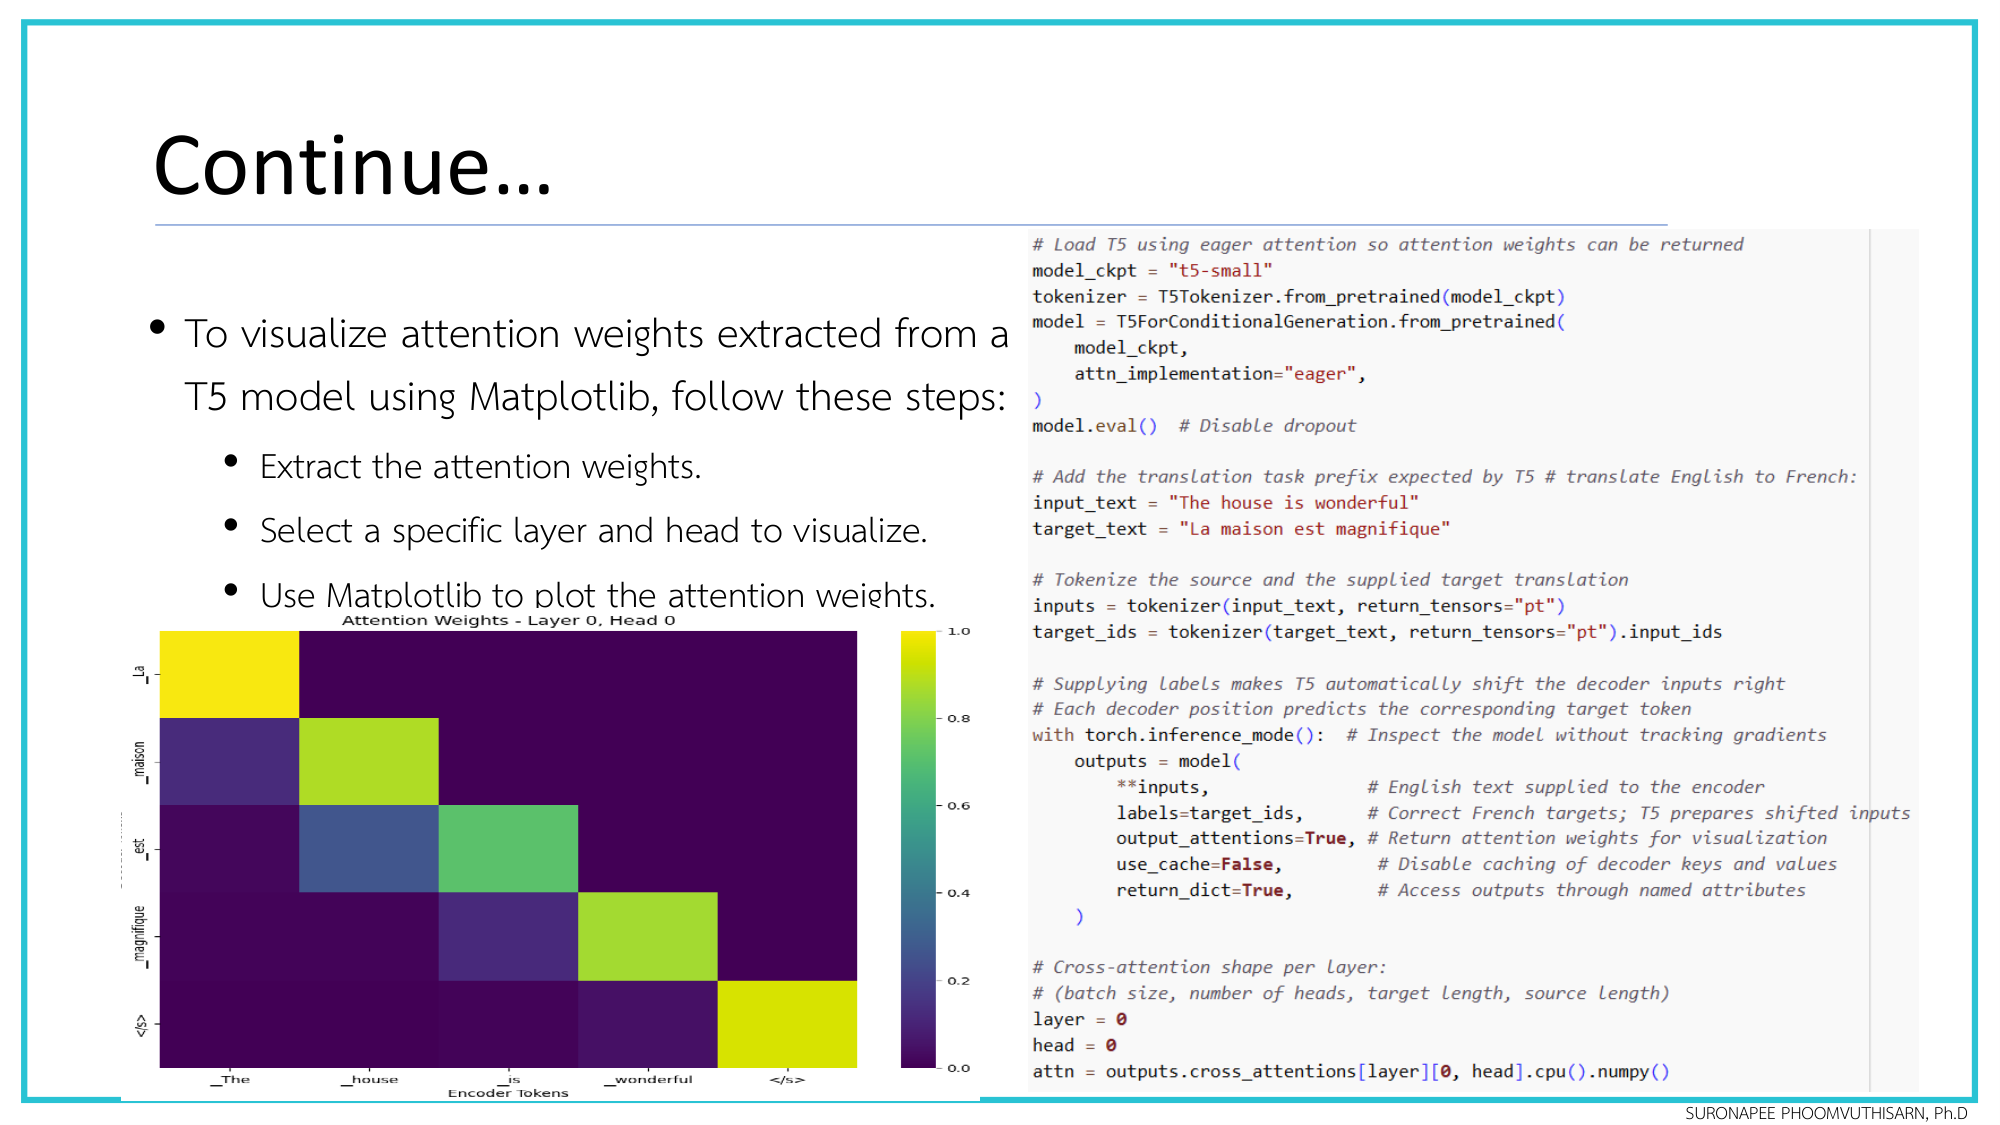 Continue...
• To visualize attention weights extracted from a
T5 model using Matplotlib, follow these steps:
• Extract the attention weights.
• Select a specific layer and head to visualize.
• Use Matplotlib to plot the attention weights.
Attention Weights - Layer 0, Head 0
_La
_maison
_est
_magnifique
</s>
1.0
0.8
0.6
0.4
0.2
0.0
_The _house _is _wonderful </s>
Encoder Tokens
# Load T5 using eager attention so attention weights can be returned
model_ckpt = "t5-small"
tokenizer = T5Tokenizer.from_pretrained(model_ckpt)
model = T5ForConditionalGeneration.from_pretrained(
    model_ckpt,
    attn_implementation="eager",
)
model.eval()  # Disable dropout
# Add the translation task prefix expected by T5 # translate English to French:
input_text = "The house is wonderful"
target_text = "La maison est magnifique"
# Tokenize the source and the supplied target translation
inputs = tokenizer(input_text, return_tensors="pt")
target_ids = tokenizer(target_text, return_tensors="pt").input_ids
# Supplying labels makes T5 automatically shift the decoder inputs right
# Each decoder position predicts the corresponding target token
with torch.inference_mode():  # Inspect the model without tracking gradients
    outputs = model(
        **inputs,               # English text supplied to the encoder
        labels=target_ids,      # Correct French targets; T5 prepares shifted inputs
        output_attentions=True, # Return attention weights for visualization
        use_cache=False,         # Disable caching of decoder keys and values
        return_dict=True,        # Access outputs through named attributes
    )
# Cross-attention shape per layer:
# (batch size, number of heads, target length, source length)
layer = 0
head = 0
attn = outputs.cross_attentions[layer][0, head].cpu().numpy()
SURONAPEE PHOOMVUTHISARN, Ph.D